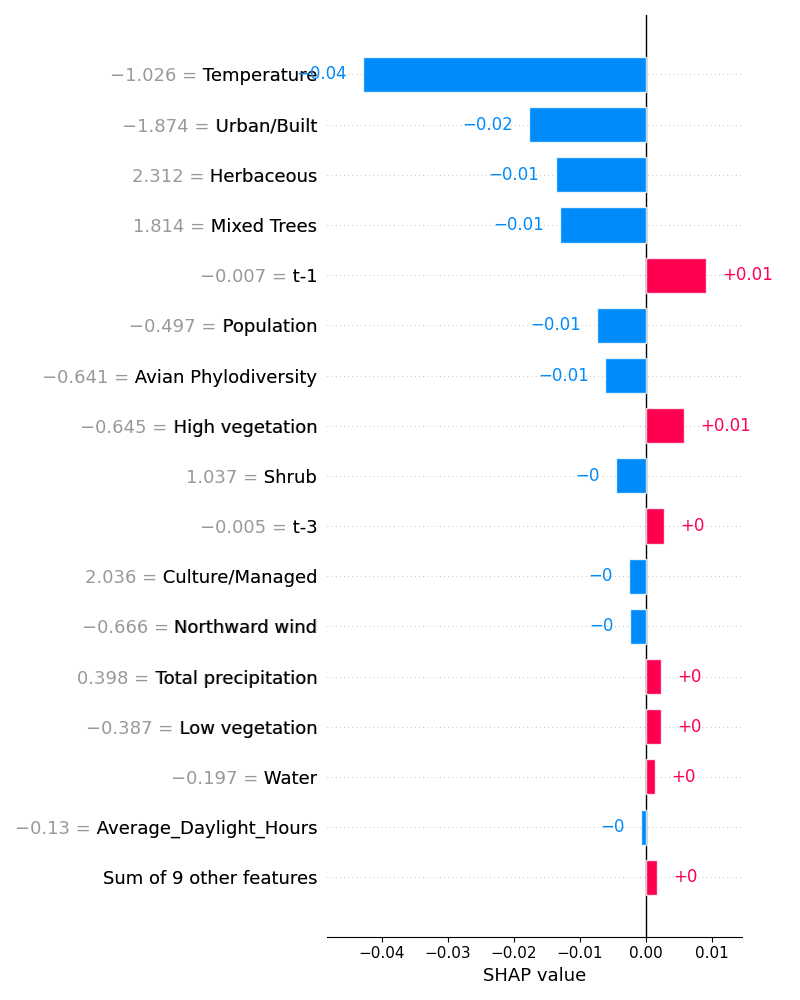 −1.026 = Temperature −0.04
−1.874 = Urban/Built −0.02
2.312 = Herbaceous −0.01
1.814 = Mixed Trees −0.01
−0.007 = t-1 +0.01
−0.497 = Population −0.01
−0.641 = Avian Phylodiversity −0.01
−0.645 = High vegetation +0.01
1.037 = Shrub −0
−0.005 = t-3 +0
2.036 = Culture/Managed −0
−0.666 = Northward wind −0
0.398 = Total precipitation +0
−0.387 = Low vegetation +0
−0.197 = Water +0
−0.13 = Average_Daylight_Hours −0
Sum of 9 other features +0
−0.04 −0.03 −0.02 −0.01 0.00 0.01
SHAP value